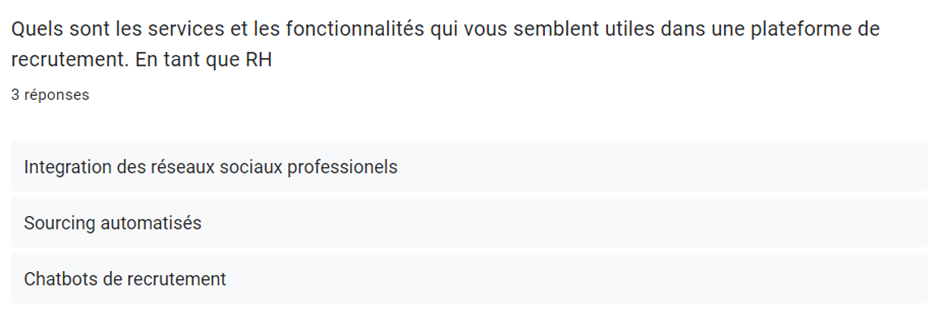 Quels sont les services et les fonctionnalités qui vous semblent utiles dans une plateforme de
recrutement. En tant que RH
3 réponses
Integration des réseaux sociaux professionels
Sourcing automatisés
Chatbots de recrutement